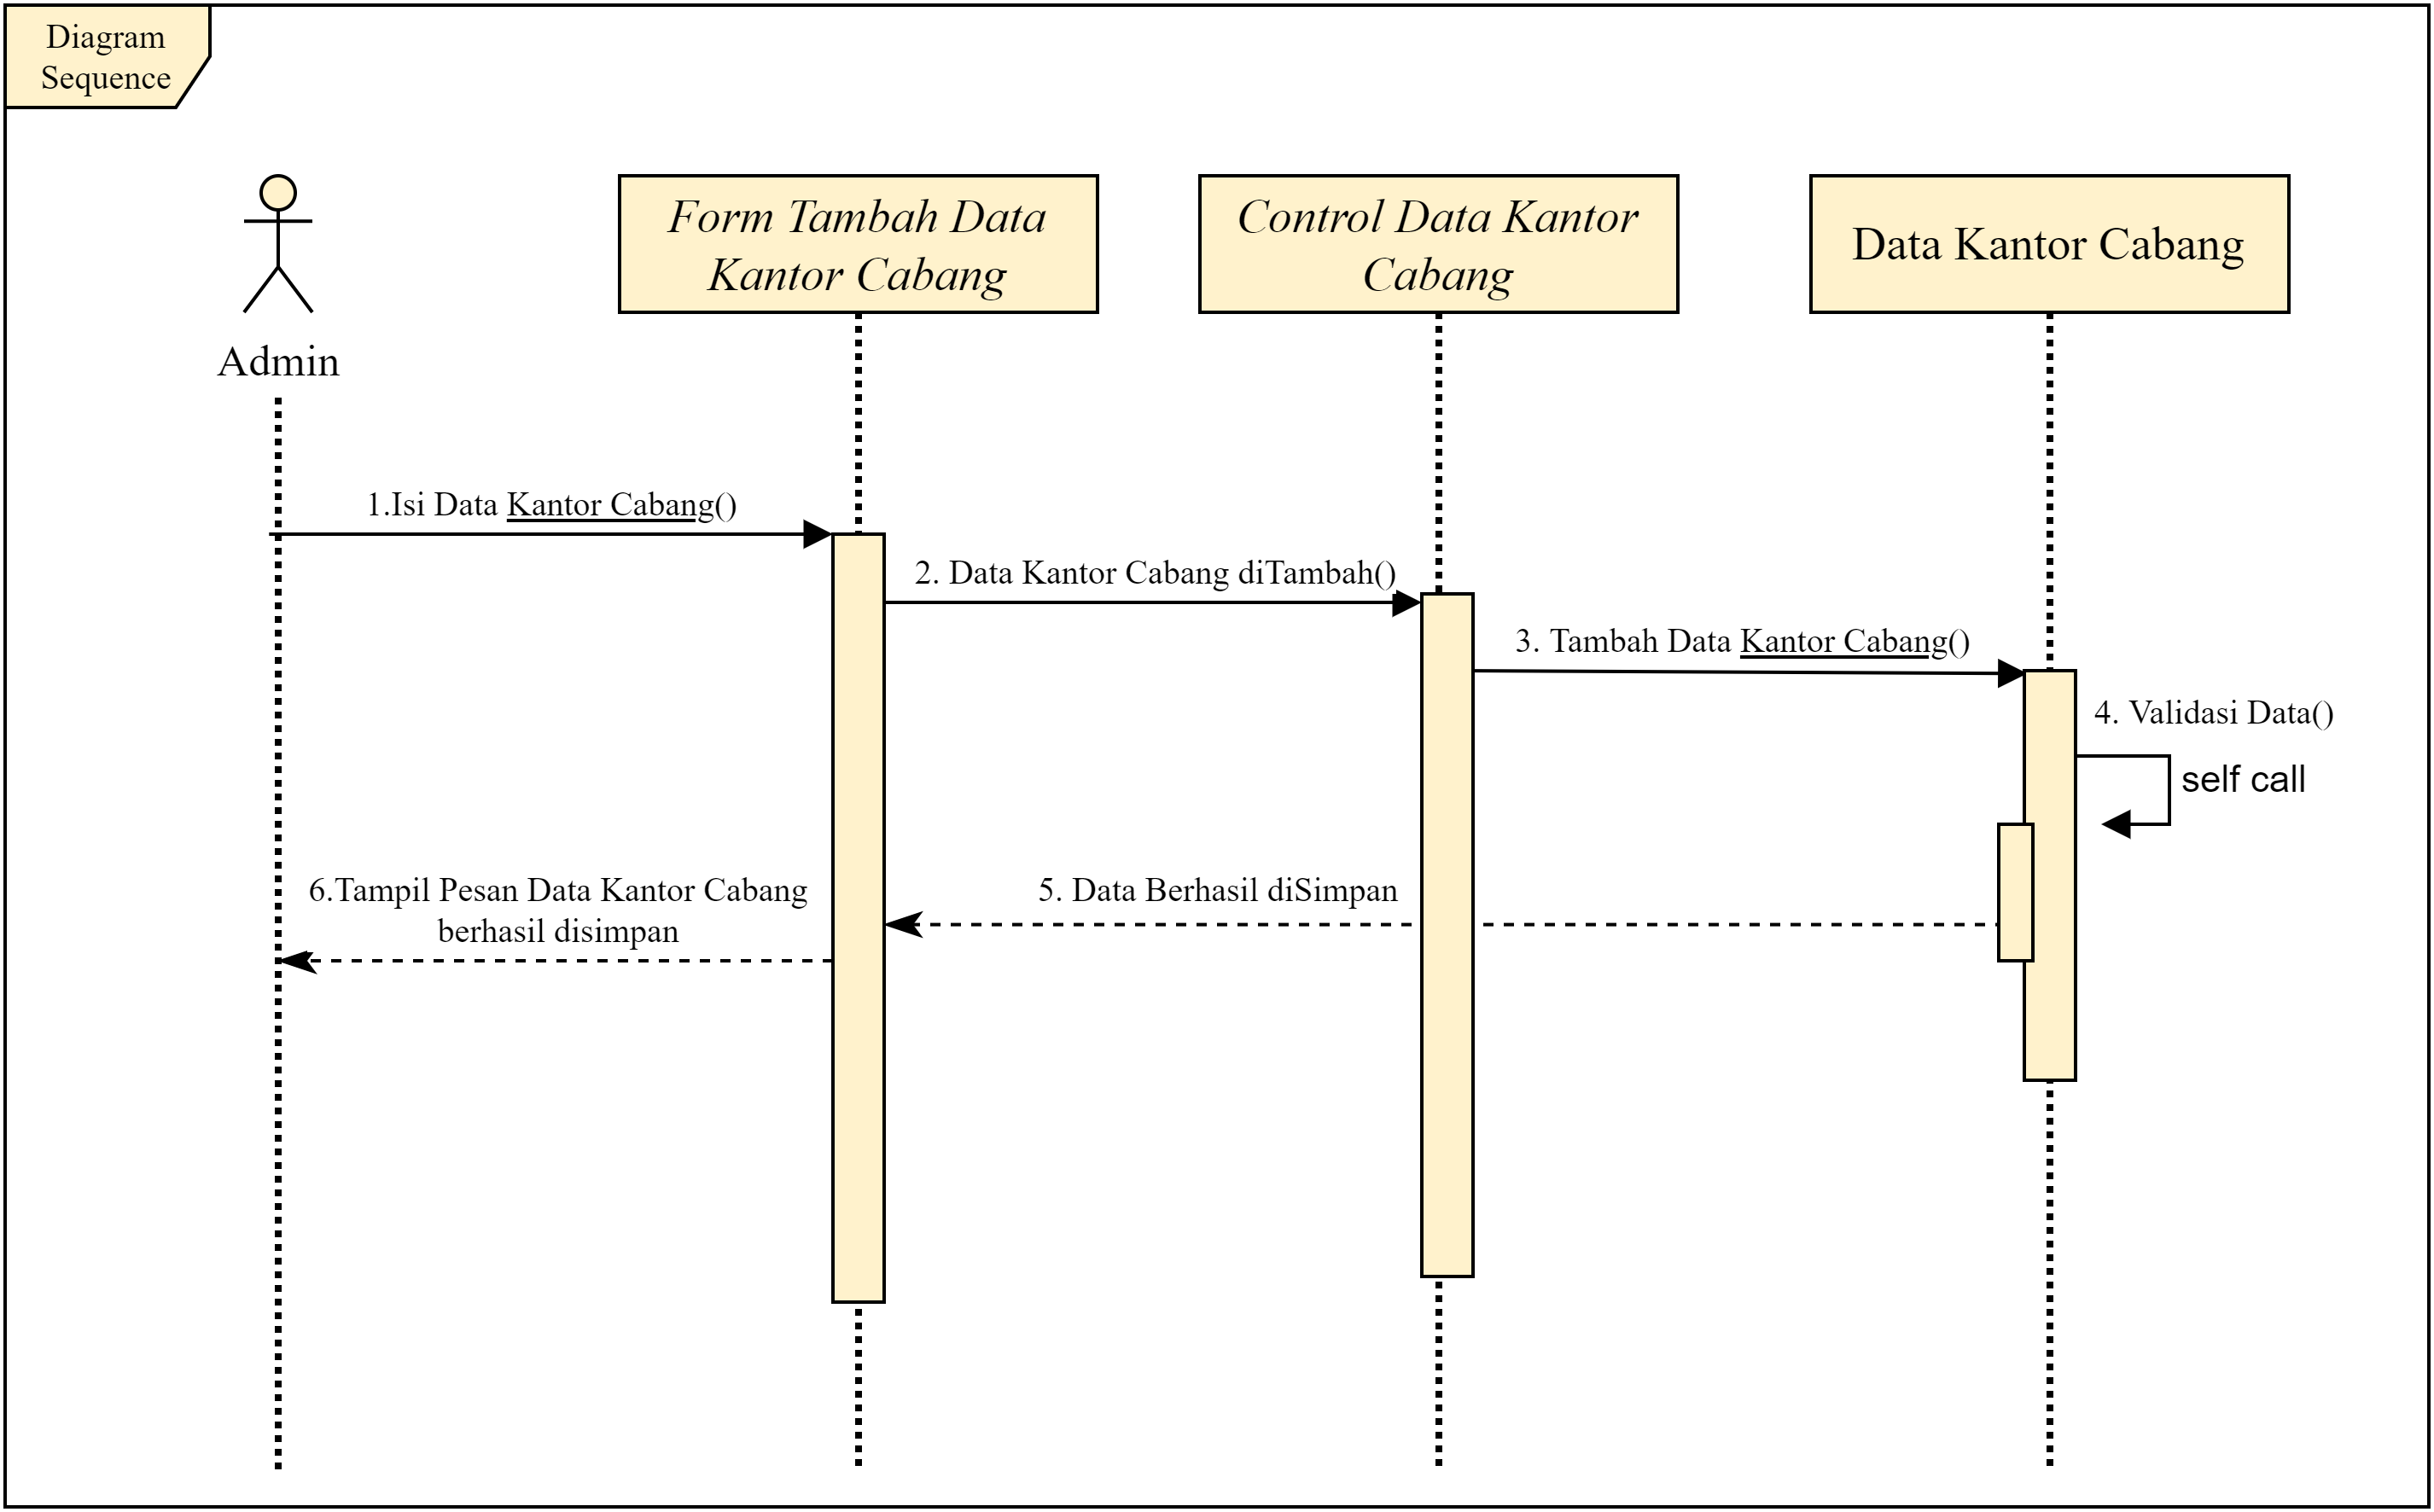 Diagram
Sequence
Form Tambah Data
Kantor Cabang
Control Data Kantor
Cabang
Data Kantor Cabang
Admin
1.Isi Data Kantor Cabang()
2. Data Kantor Cabang diTambah()
3. Tambah Data Kantor Cabang()
4. Validasi Data()
self call
5. Data Berhasil diSimpan
6.Tampil Pesan Data Kantor Cabang
berhasil disimpan